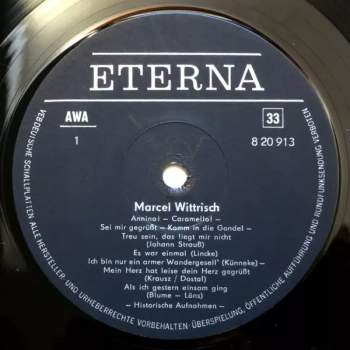 ETERNA
AWA
33
1
8 20 913
Marcel Wittrisch
Annina! – Caramello! –
Sei mir gegrüßt – Komm in die Gondel –
Treu sein, das liegt mir nicht
(Johann Strauß)
Es war einmal (Lincke)
Ich bin nur ein armer Wandergesell' (Künneke) –
Mein Herz hat leise dein Herz gegrüßt
(Krausz / Dostal)
Als ich gestern einsam ging
(Blume – Löns)
– Historische Aufnahmen –
VEB DEUTSCHE SCHALLPLATTEN ALLE HERSTELLER- UND URHEBERRECHTE VORBEHALTEN · ÜBERSPIELUNG, ÖFFENTLICHE AUFFÜHRUNG UND RUNDFUNKSENDUNG VERBOTEN